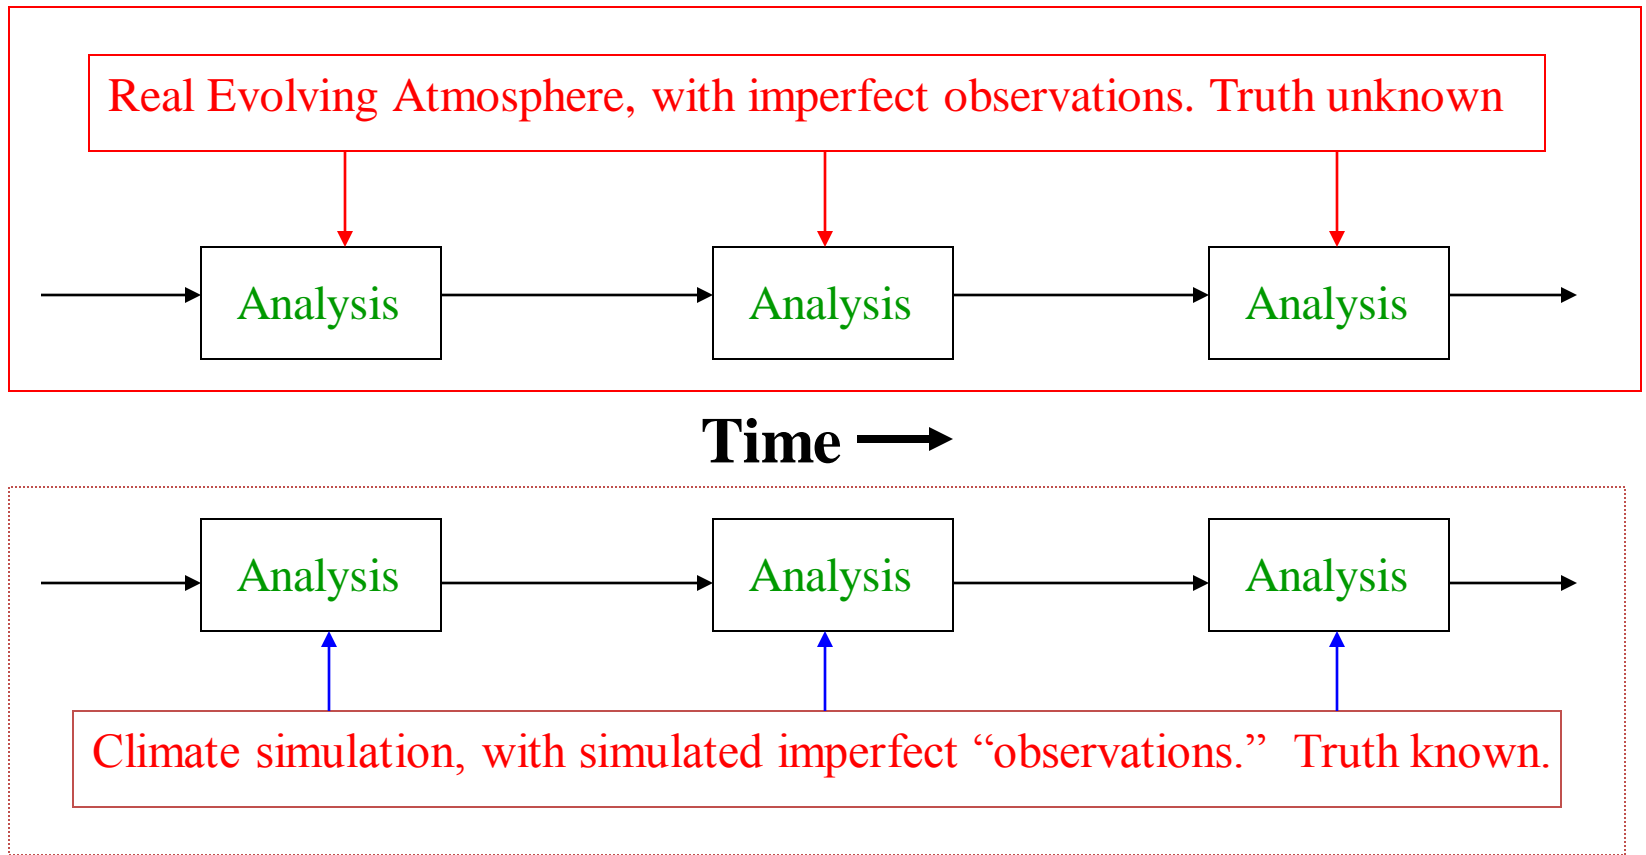 Real Evolving Atmosphere, with imperfect observations. Truth unknown
Analysis
Analysis
Analysis
Time
Analysis
Analysis
Analysis
Climate simulation, with simulated imperfect “observations.” Truth known.